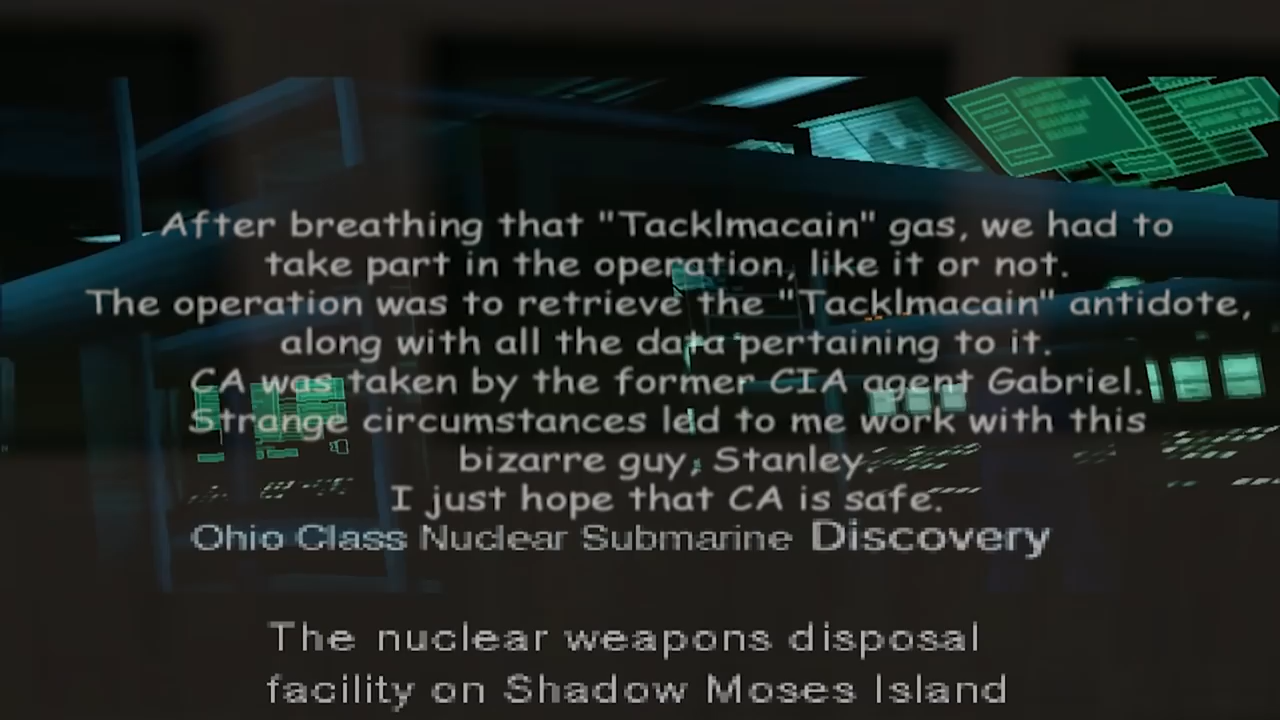 After breathing that "Tacklmacain" gas, we had to
take part in the operation, like it or not.
The operation was to retrieve the "Tacklmacain" antidote,
along with all the data pertaining to it.
CA was taken by the former CIA agent Gabriel.
Strange circumstances led to me work with this
bizarre guy, Stanley.
I just hope that CA is safe.
Ohio Class Nuclear Submarine Discovery
The nuclear weapons disposal
facility on Shadow Moses Island